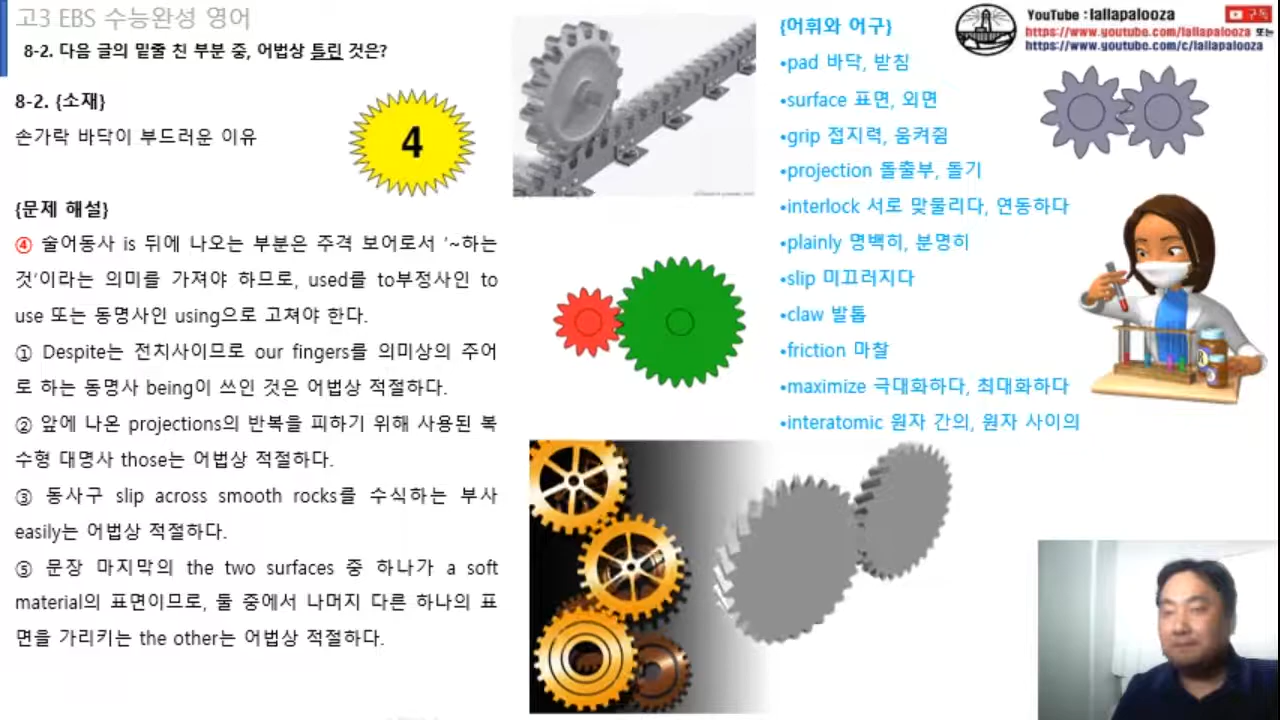 고3 EBS 수능완성 영어
8-2. 다음 글의 밑줄 친 부분 중, 어법상 틀린 것은?
8-2. {소재}
손가락 바닥이 부드러운 이유
4
{문제 해설}
④ 술어동사 is 뒤에 나오는 부분은 주격 보어로서 '~하는
것'이라는 의미를 가져야 하므로, used를 to부정사인 to
use 또는 동명사인 using으로 고쳐야 한다.
① Despite는 전치사이므로 our fingers를 의미상의 주어
로 하는 동명사 being이 쓰인 것은 어법상 적절하다.
② 앞에 나온 projections의 반복을 피하기 위해 사용된 복
수형 대명사 those는 어법상 적절하다.
③ 동사구 slip across smooth rocks를 수식하는 부사
easily는 어법상 적절하다.
⑤ 문장 마지막의 the two surfaces 중 하나가 a soft
material의 표면이므로, 둘 중에서 나머지 다른 하나의 표
면을 가리키는 the other는 어법상 적절하다.
{어휘와 어구}
•pad 바닥, 받침
•surface 표면, 외면
•grip 접지력, 움켜쥠
•projection 돌출부, 돌기
•interlock 서로 맞물리다, 연동하다
•plainly 명백히, 분명히
•slip 미끄러지다
•claw 발톱
•friction 마찰
•maximize 극대화하다, 최대화하다
•interatomic 원자 간의, 원자 사이의
YouTube : lallapalooza
구독
https://www.youtube.com/lallapalooza 또는
https://www.youtube.com/c/lallapalooza